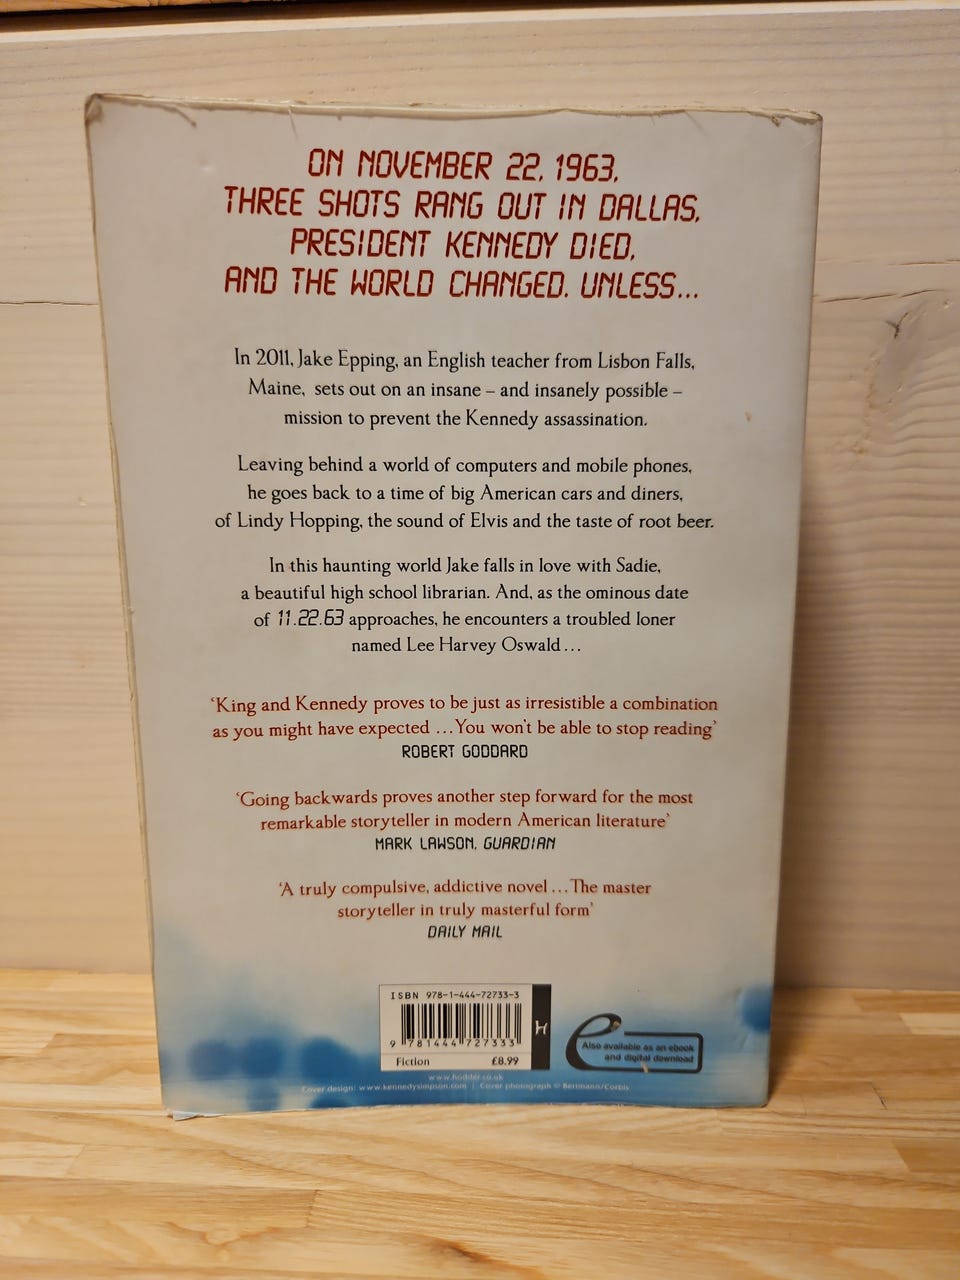 ON NOVEMBER 22, 1963,
THREE SHOTS RANG OUT IN DALLAS,
PRESIDENT KENNEDY DIED,
AND THE WORLD CHANGED. UNLESS...
In 2011, Jake Epping, an English teacher from Lisbon Falls,
Maine, sets out on an insane – and insanely possible –
mission to prevent the Kennedy assassination.
Leaving behind a world of computers and mobile phones,
he goes back to a time of big American cars and diners,
of Lindy Hopping, the sound of Elvis and the taste of root beer.
In this haunting world Jake falls in love with Sadie,
a beautiful high school librarian. And, as the ominous date
of 11.22.63 approaches, he encounters a troubled loner
named Lee Harvey Oswald...
'King and Kennedy proves to be just as irresistible a combination
as you might have expected ...You won't be able to stop reading'
ROBERT GODDARD
'Going backwards proves another step forward for the most
remarkable storyteller in modern American literature'
MARK LAWSON, GUARDIAN
'A truly compulsive, addictive novel ...The master
storyteller in truly masterful form'
DAILY MAIL
ISBN 978-1-444-72733-3
9 781444 727333
Fiction £8.99
H
e
Also available as an ebook
and digital download
www.hodder.co.uk
Cover design: www.kennedysimpson.com | Cover photograph © Bettmann/Corbis